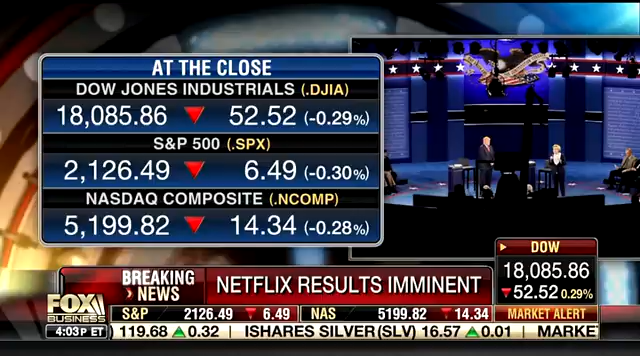 AT THE CLOSE
DOW JONES INDUSTRIALS (.DJIA)
18,085.86 ▼ 52.52 (-0.29%)
S&P 500 (.SPX)
2,126.49 ▼ 6.49 (-0.30%)
NASDAQ COMPOSITE (.NCOMP)
5,199.82 ▼ 14.34 (-0.28%)
DOW
18,085.86
▼52.52 0.29%
MARKET ALERT
BREAKING
NEWS
NETFLIX RESULTS IMMINENT
FOX
BUSINESS
4:03P ET
S&P 2126.49 ▼ 6.49 NAS 5199.82 ▼ 14.34
119.68 ▲0.32 ISHARES SILVER(SLV) 16.57 ▲0.01 MARKET